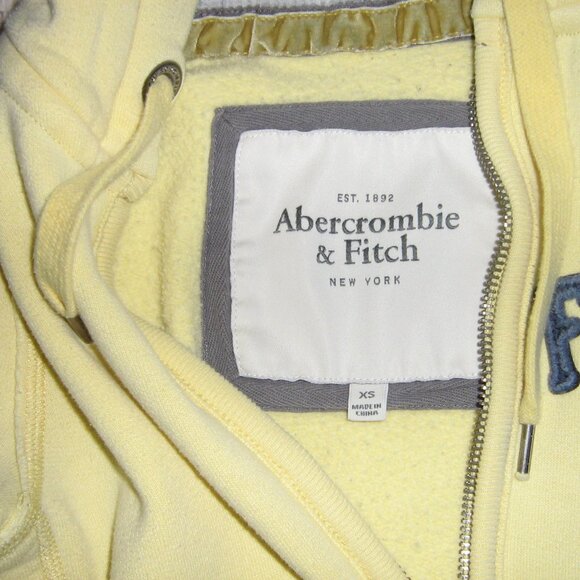 EST. 1892
Abercrombie
& Fitch
NEW YORK
XS
MADE IN
CHINA
F